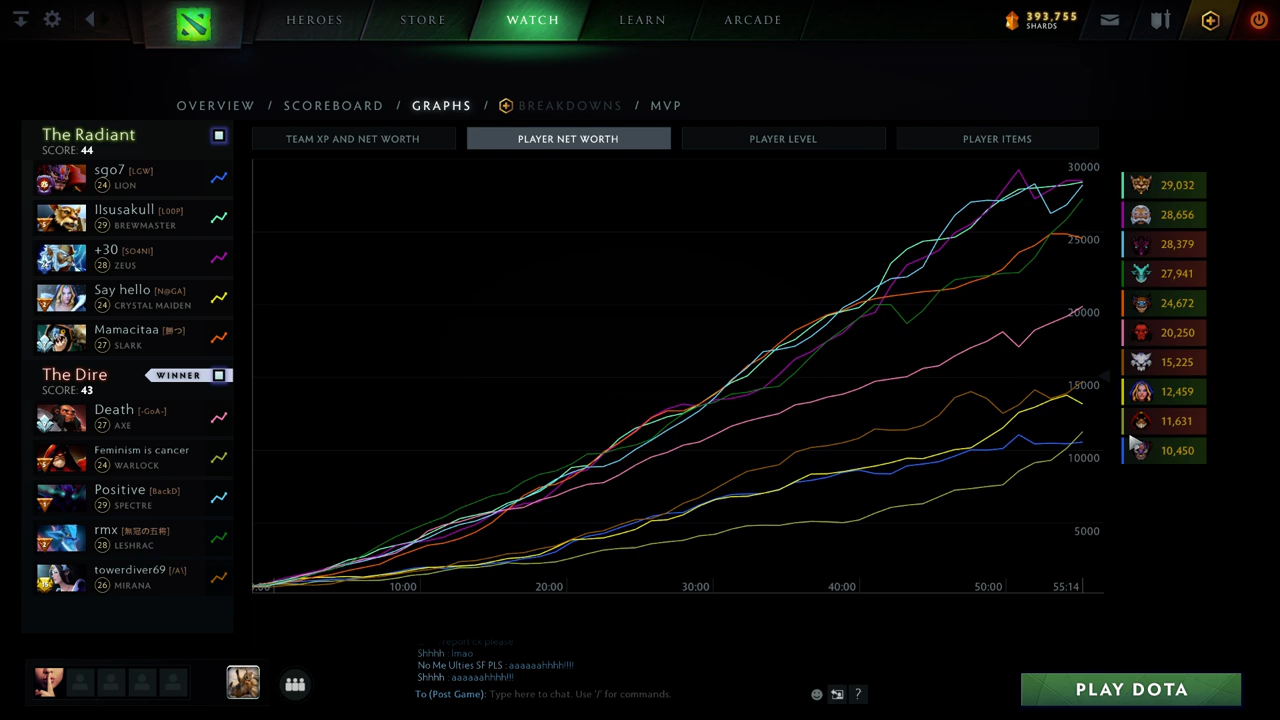 HEROES
STORE
WATCH
LEARN
ARCADE
393,755
SHARDS
OVERVIEW / SCOREBOARD / GRAPHS / BREAKDOWNS / MVP
The Radiant
SCORE: 44
TEAM XP AND NET WORTH
PLAYER NET WORTH
PLAYER LEVEL
PLAYER ITEMS
sgo7 [LGW]
24 LION
Ilsusakull [L00P]
29 BREWMASTER
+30 [SO4Ni]
28 ZEUS
Say hello [N@GA]
24 CRYSTAL MAIDEN
Mamacitaa [勝つ]
27 SLARK
The Dire
WINNER
SCORE: 43
Death [-GoA-]
27 AXE
Feminism is cancer
24 WARLOCK
Positive [BackD]
29 SPECTRE
rmx [無冠の五将]
28 LESHRAC
towerdiver69 [/A\]
26 MIRANA
30000
25000
20000
15000
10000
5000
10:00
20:00
30:00
40:00
50:00
55:14
29,032
28,656
28,379
27,941
24,672
20,250
15,225
12,459
11,631
10,450
report cx please
Shhhh : lmao
No Me Ulties SF PLS : aaaaaahhhh!!!!
Shhhh : aaaaaahhh!!!
To (Post Game): Type here to chat. Use '/' for commands.
?
PLAY DOTA